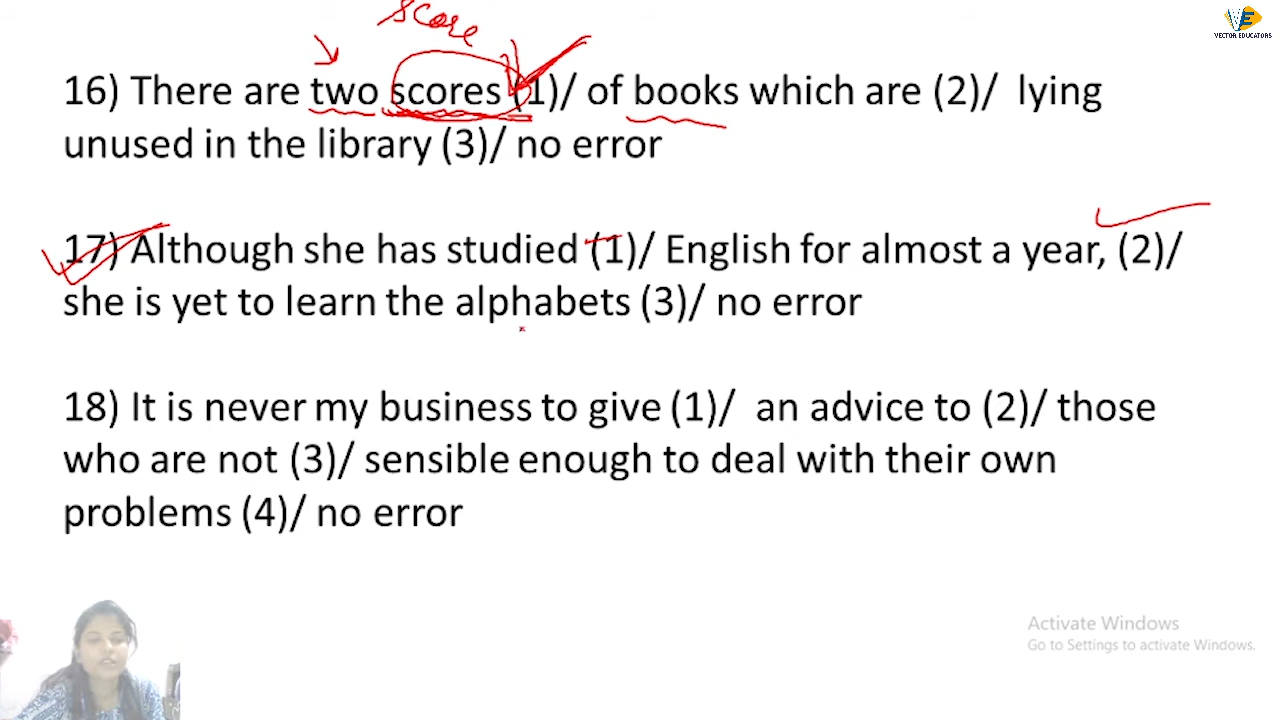 score
VECTOR EDUCATORS
16) There are two scores (1)/ of books which are (2)/ lying
unused in the library (3)/ no error
17) Although she has studied (1)/ English for almost a year, (2)/
she is yet to learn the alphabets (3)/ no error
18) It is never my business to give (1)/ an advice to (2)/ those
who are not (3)/ sensible enough to deal with their own
problems (4)/ no error
Activate Windows
Go to Settings to activate Windows.